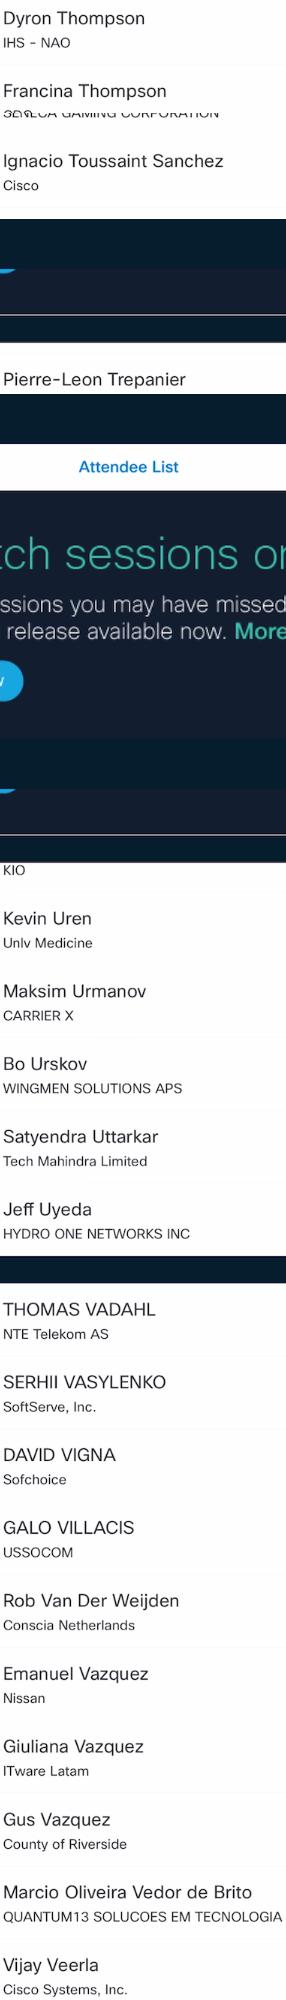 Dyron Thompson
IHS - NAO
Francina Thompson
SENECA GAMING CORPORATION
Ignacio Toussaint Sanchez
Cisco
Pierre-Leon Trepanier
Attendee List
tch sessions or
ssions you may have missed
release available now. More
KIO
Kevin Uren
Unlv Medicine
Maksim Urmanov
CARRIER X
Bo Urskov
WINGMEN SOLUTIONS APS
Satyendra Uttarkar
Tech Mahindra Limited
Jeff Uyeda
HYDRO ONE NETWORKS INC
THOMAS VADAHL
NTE Telekom AS
SERHII VASYLENKO
SoftServe, Inc.
DAVID VIGNA
Sofchoice
GALO VILLACIS
USSOCOM
Rob Van Der Weijden
Conscia Netherlands
Emanuel Vazquez
Nissan
Giuliana Vazquez
ITware Latam
Gus Vazquez
County of Riverside
Marcio Oliveira Vedor de Brito
QUANTUM13 SOLUCOES EM TECNOLOGIA
Vijay Veerla
Cisco Systems, Inc.